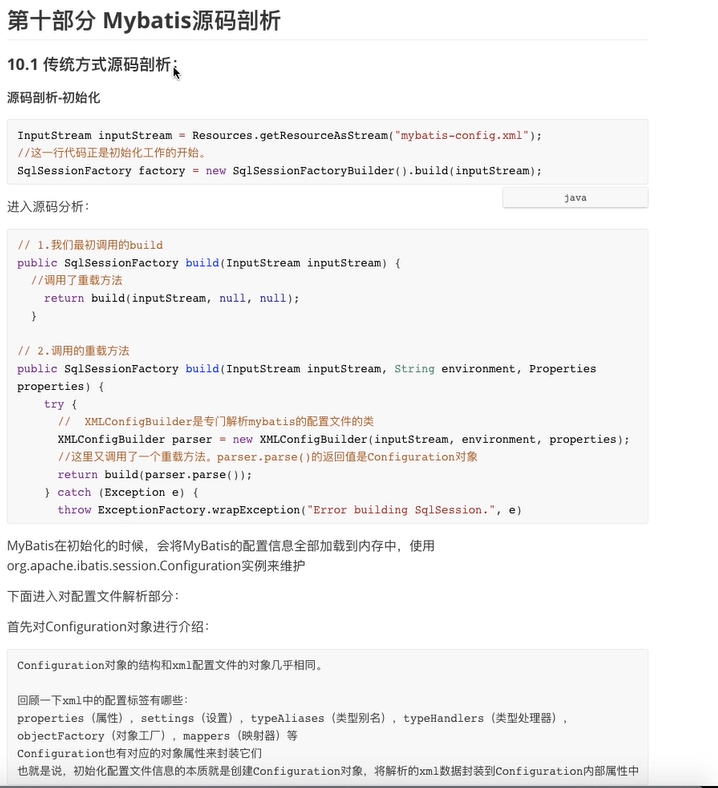 第十部分 Mybatis源码剖析
10.1 传统方式源码剖析：
源码剖析-初始化
InputStream inputStream = Resources.getResourceAsStream("mybatis-config.xml");
//这一行代码正是初始化工作的开始。
SqlSessionFactory factory = new SqlSessionFactoryBuilder().build(inputStream);
java
进入源码分析：
// 1.我们最初调用的build
public SqlSessionFactory build(InputStream inputStream) {
//调用了重载方法
return build(inputStream, null, null);
}
// 2.调用的重载方法
public SqlSessionFactory build(InputStream inputStream, String environment, Properties
properties) {
try {
//  XMLConfigBuilder是专门解析mybatis的配置文件的类
XMLConfigBuilder parser = new XMLConfigBuilder(inputStream, environment, properties);
//这里又调用了一个重载方法。parser.parse()的返回值是Configuration对象
return build(parser.parse());
} catch (Exception e) {
throw ExceptionFactory.wrapException("Error building SqlSession.", e)
MyBatis在初始化的时候，会将MyBatis的配置信息全部加载到内存中，使用
org.apache.ibatis.session.Configuration实例来维护
下面进入对配置文件解析部分：
首先对Configuration对象进行介绍：
Configuration对象的结构和xml配置文件的对象几乎相同。
回顾一下xml中的配置标签有哪些：
properties（属性），settings（设置），typeAliases（类型别名），typeHandlers（类型处理器），
objectFactory（对象工厂），mappers（映射器）等
Configuration也有对应的对象属性来封装它们
也就是说，初始化配置文件信息的本质就是创建Configuration对象，将解析的xml数据封装到Configuration内部属性中